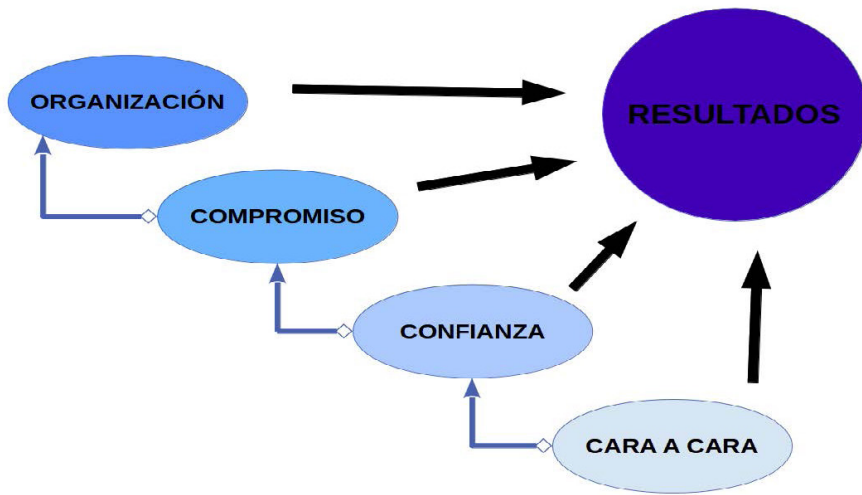 ORGANIZACIÓN
RESULTADOS
COMPROMISO
CONFIANZA
CARA A CARA